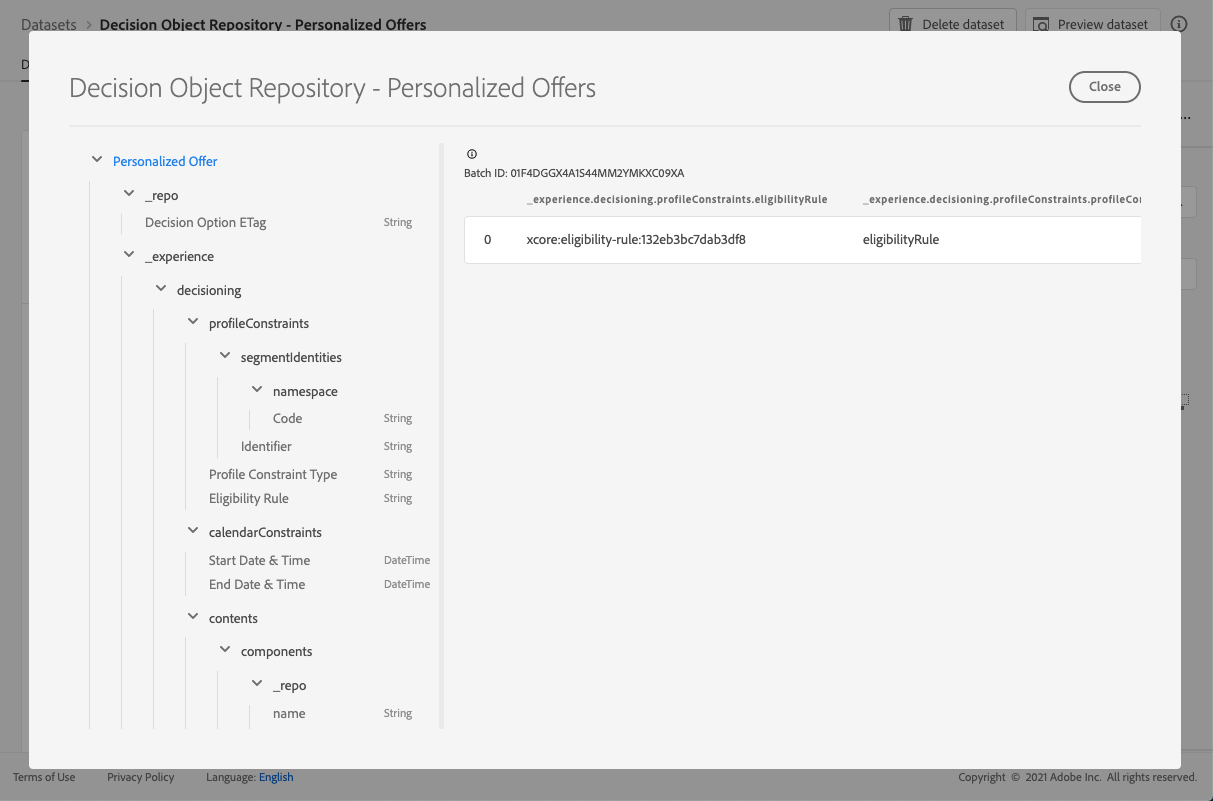 Datasets > Decision Object Repository - Personalized Offers
Delete dataset
Preview dataset
D
Decision Object Repository - Personalized Offers
Close
Personalized Offer
_repo
Decision Option ETag String
_experience
decisioning
profileConstraints
segmentIdentities
namespace
Code String
Identifier String
Profile Constraint Type String
Eligibility Rule String
calendarConstraints
Start Date & Time DateTime
End Date & Time DateTime
contents
components
_repo
name String
Batch ID: 01F4DGGX4A1S44MM2YMKXC09XA
_experience.decisioning.profileConstraints.eligibilityRule _experience.decisioning.profileConstraints.profileCo
0 xcore:eligibility-rule:132eb3bc7dab3df8 eligibilityRule
Terms of Use Privacy Policy Language: English
Copyright © 2021 Adobe Inc. All rights reserved.